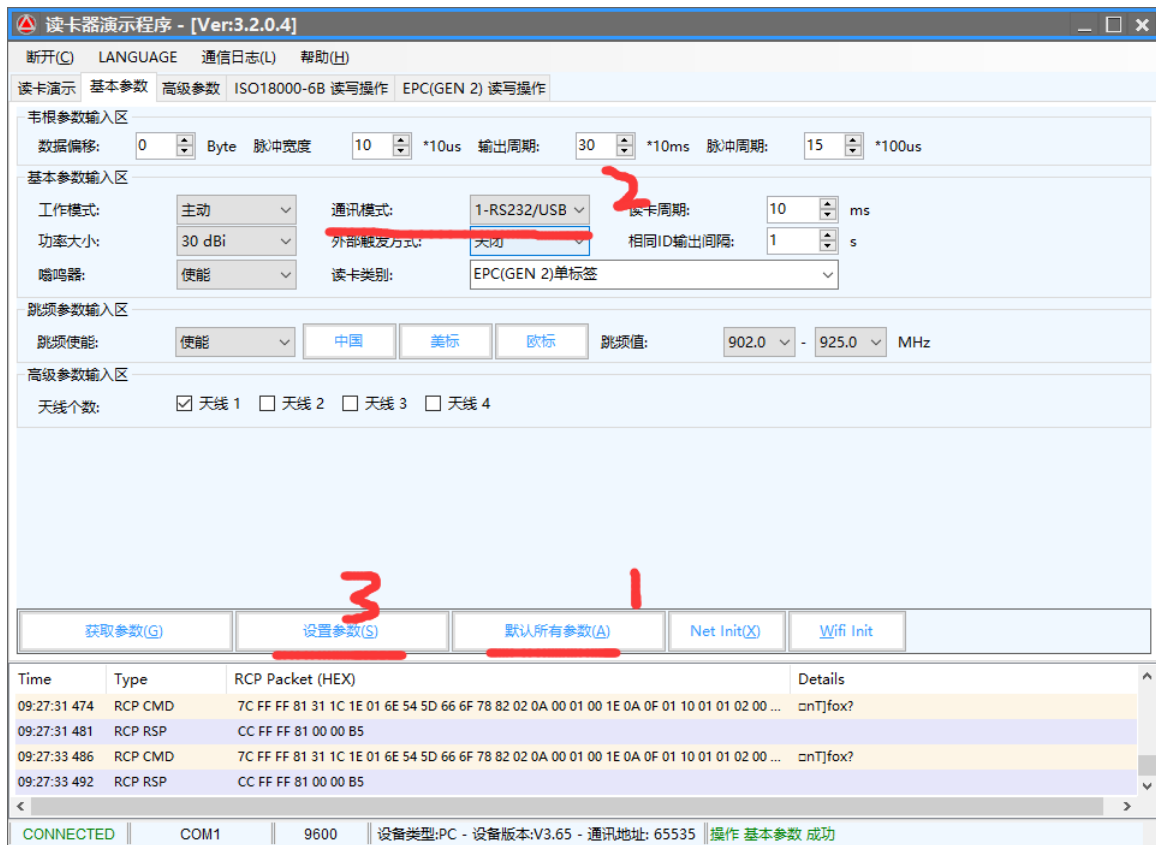 读卡器演示程序 - [Ver:3.2.0.4]
断开(C) LANGUAGE 通信日志(L) 帮助(H)
读卡演示 基本参数 高级参数 ISO18000-6B 读写操作 EPC(GEN 2) 读写操作
韦根参数输入区
数据偏移: 0 Byte 脉冲宽度 10 *10us 输出周期: 30 *10ms 脉冲周期: 15 *100us
基本参数输入区
2
工作模式: 主动 通讯模式: 1-RS232/USB 读卡周期: 10 ms
功率大小: 30 dBi 外部触发方式: 关闭 相同ID输出间隔: 1 s
嗡鸣器: 使能 读卡类别: EPC(GEN 2)单标签
跳频参数输入区
跳频使能: 使能 中国 美标 欧标 跳频值: 902.0 - 925.0 MHz
高级参数输入区
天线个数: 天线 1 天线 2 天线 3 天线 4
3 1
获取参数(G) 设置参数(S) 默认所有参数(A) Net Init(X) Wifi Init
Time Type RCP Packet (HEX) Details
09:27:31 474 RCP CMD 7C FF FF 81 31 1C 1E 01 6E 54 5D 66 6F 78 82 02 0A 00 01 00 1E 0A 0F 01 10 01 01 02 00 ... □nT]fox?
09:27:31 481 RCP RSP CC FF FF 81 00 00 B5
09:27:33 486 RCP CMD 7C FF FF 81 31 1C 1E 01 6E 54 5D 66 6F 78 82 02 0A 00 01 00 1E 0A 0F 01 10 01 01 02 00 ... □nT]fox?
09:27:33 492 RCP RSP CC FF FF 81 00 00 B5
CONNECTED COM1 9600 设备类型:PC - 设备版本:V3.65 - 通讯地址: 65535 操作 基本参数 成功